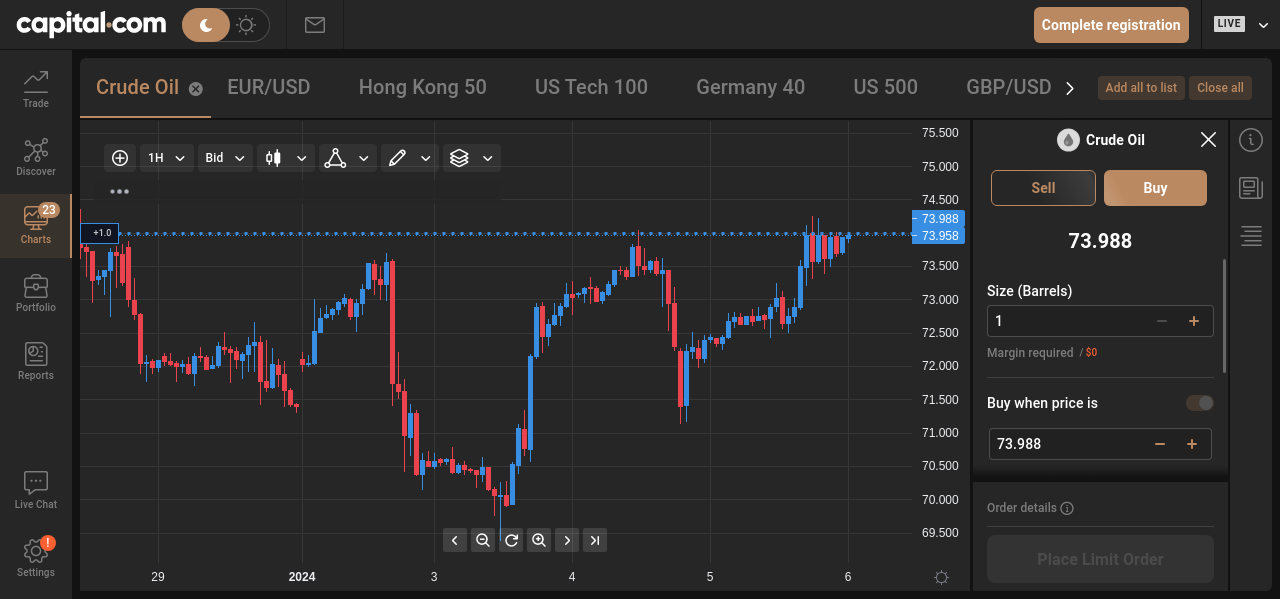 capital.com
Complete registration
LIVE
Trade
Discover
23
Charts
Portfolio
Reports
Live Chat
!
Settings
Crude Oil
EUR/USD
Hong Kong 50
US Tech 100
Germany 40
US 500
GBP/USD
Add all to list
Close all
1H
Bid
+1.0
75.500
75.000
74.500
73.988
73.958
73.500
73.000
72.500
72.000
71.500
71.000
70.500
70.000
69.500
29
2024
3
4
5
6
Crude Oil
Sell
Buy
73.988
Size (Barrels)
1
Margin required / $0
Buy when price is
73.988
Order details
Place Limit Order